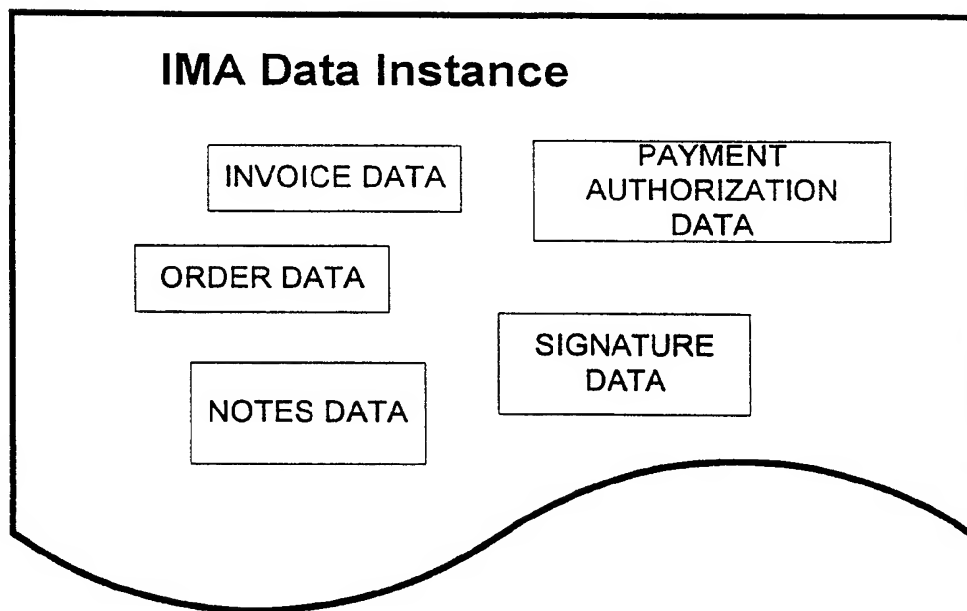 IMA Data Instance
INVOICE DATA
PAYMENT
AUTHORIZATION
DATA
ORDER DATA
SIGNATURE
DATA
NOTES DATA